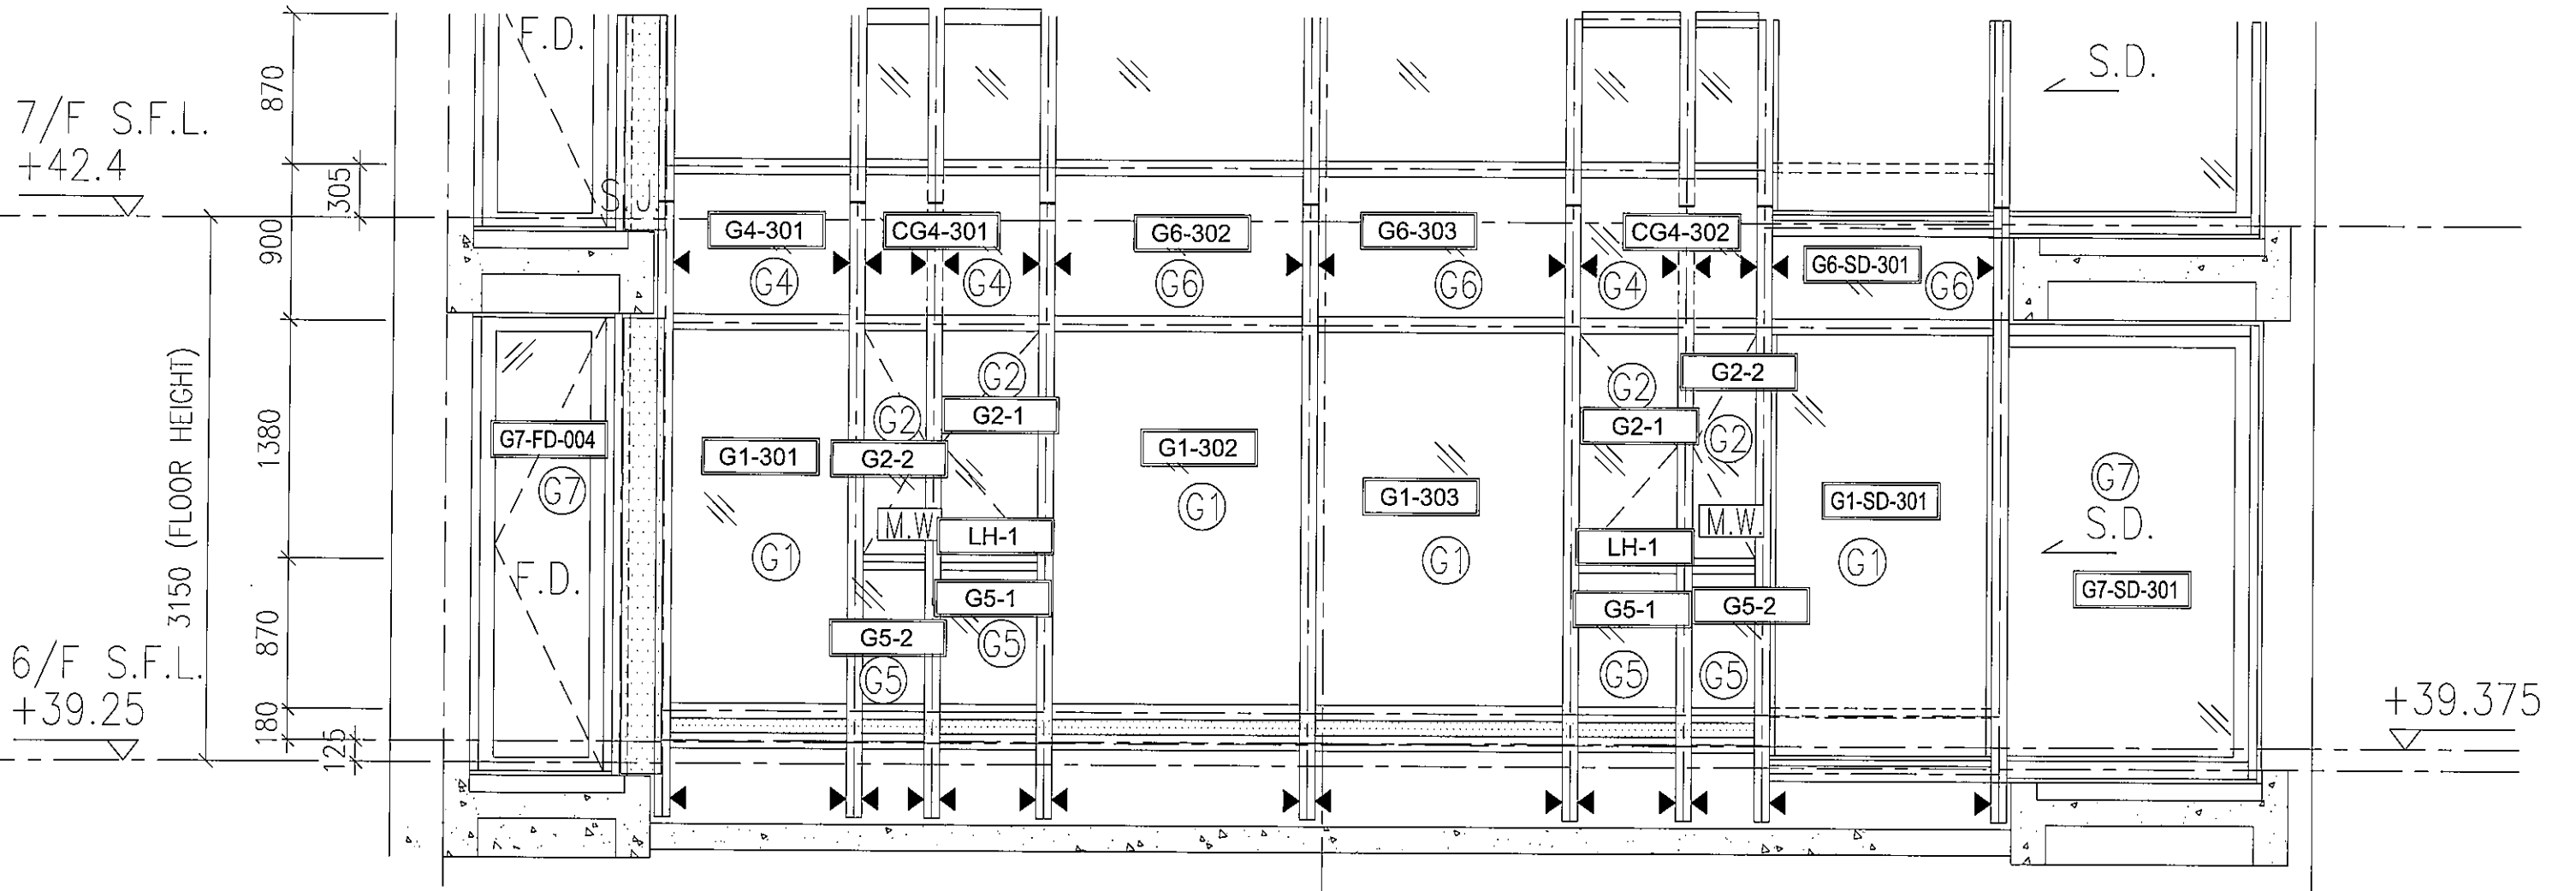 F.D.
S.D.
870
7/F S.F.L.
+42.4
305
S.J.
900
G4-301
CG4-301
G6-302
G6-303
CG4-302
G6-SD-301
G4
G4
G6
G6
G4
G6
3150 (FLOOR HEIGHT)
1380
G7-FD-004
G7
G1-301
G2
G2-2
G2
G2-1
G1-302
G1
G1-303
G2
G2-1
G2-2
G2
G1-SD-301
G7
S.D.
M.W
LH-1
LH-1
M.W.
G1
G1
G1
F.D.
870
G5-1
G5-2
G5
G5
G5-1
G5-2
G5
G5
G7-SD-301
6/F S.F.L.
+39.25
180
125
+39.375